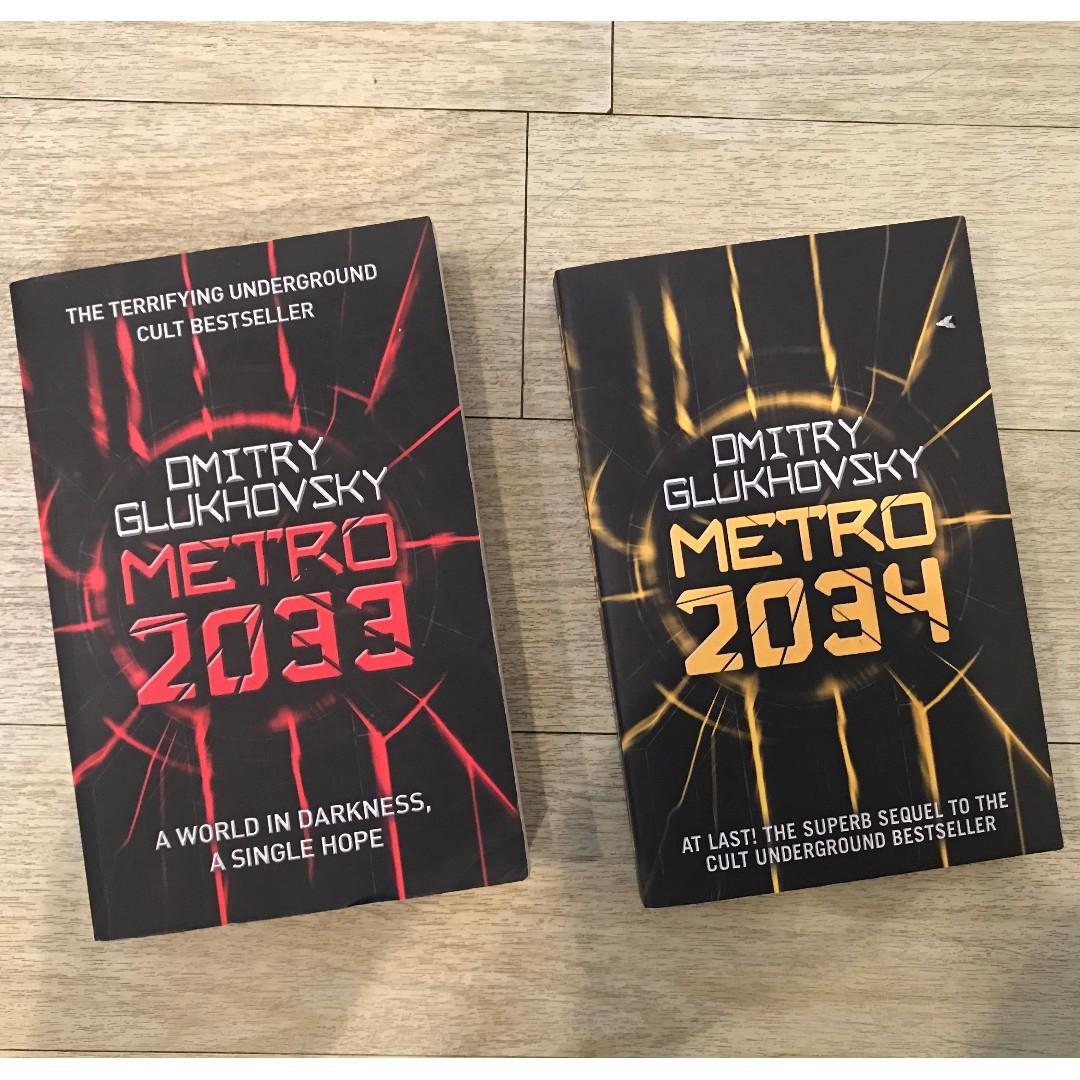 THE TERRIFYING UNDERGROUND
CULT BESTSELLER
DMITRY
GLUKHOVSKY
METRO
2033
A WORLD IN DARKNESS,
A SINGLE HOPE
DMITRY
GLUKHOVSKY
METRO
2034
AT LAST! THE SUPERB SEQUEL TO THE
CULT UNDERGROUND BESTSELLER